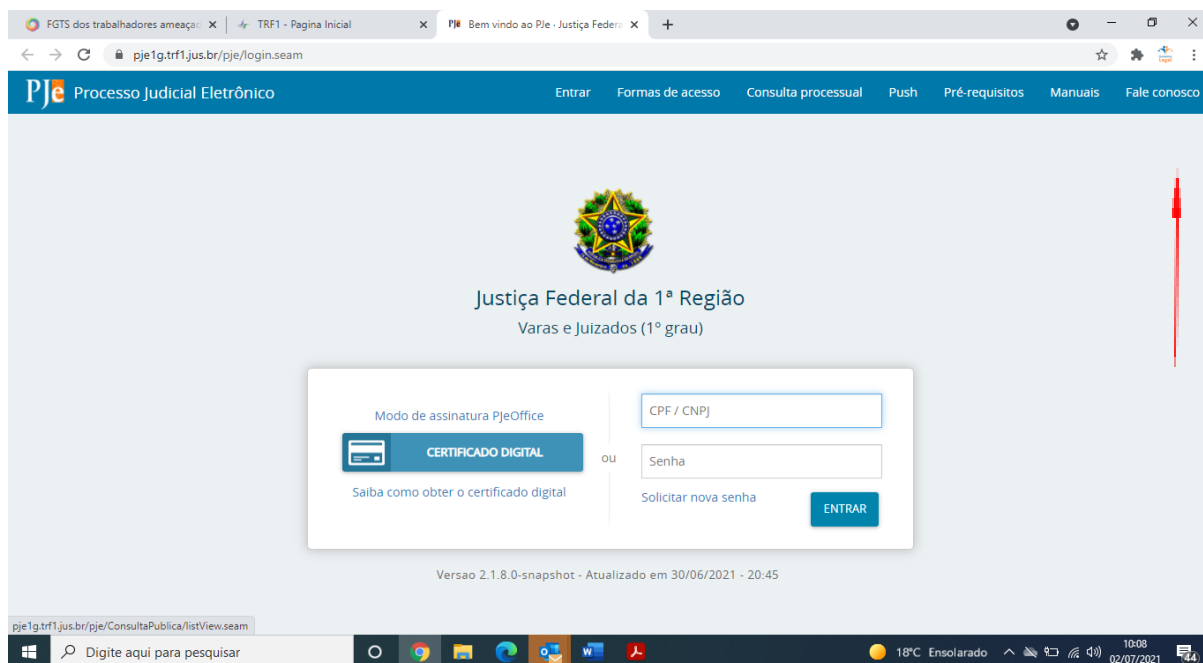 FGTS dos trabalhadores ameaçad
TRF1 - Pagina Inicial
PJe Bem vindo ao PJe · Justiça Federa
pje1g.trf1.jus.br/pje/login.seam
PJe Processo Judicial Eletrônico
Entrar Formas de acesso Consulta processual Push Pré-requisitos Manuais Fale conosco
Justiça Federal da 1ª Região
Varas e Juizados (1º grau)
Modo de assinatura PJeOffice
CERTIFICADO DIGITAL
Saiba como obter o certificado digital
ou
CPF / CNPJ
Senha
Solicitar nova senha
ENTRAR
Versao 2.1.8.0-snapshot - Atualizado em 30/06/2021 - 20:45
pje1g.trf1.jus.br/pje/ConsultaPublica/listView.seam
Digite aqui para pesquisar
18°C Ensolarado
10:08
02/07/2021
44